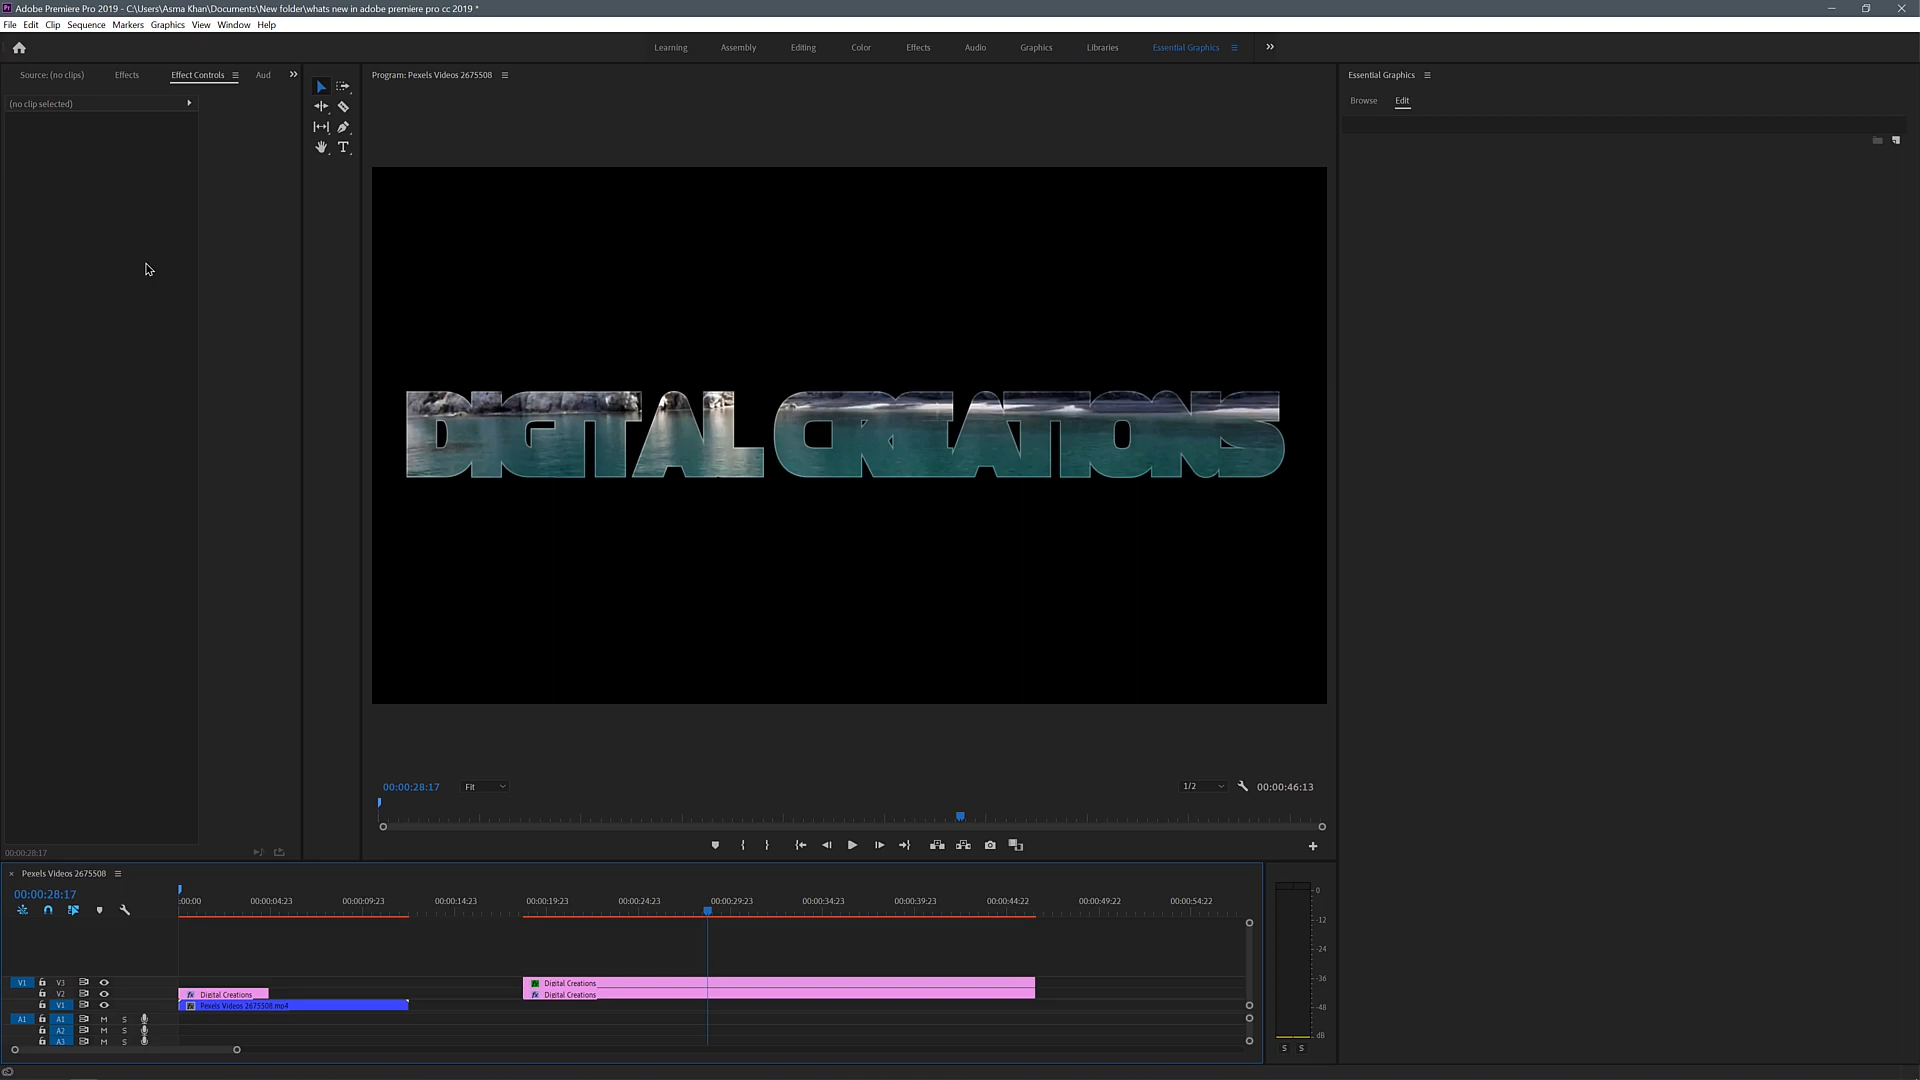 Adobe Premiere Pro 2019 - C:\Users\Asma Khan\Documents\New folder\whats new in adobe premiere pro cc 2019 *
File Edit Clip Sequence Markers Graphics View Window Help
Learning Assembly Editing Color Effects Audio Graphics Libraries Essential Graphics
Source: (no clips) Effects Effect Controls Aud
Program: Pexels Videos 2675508
Essential Graphics
Browse Edit
(no clip selected)
DIGITAL CREATIONS
00:00:28:17 Fit 1/2 00:00:46:13
00:00:28:17
Pexels Videos 2675508
00:00:28:17
:00:00 00:00:04:23 00:00:09:23 00:00:14:23 00:00:19:23 00:00:24:23 00:00:29:23 00:00:34:23 00:00:39:23 00:00:44:22 00:00:49:22 00:00:54:22
V1 V3 fx Digital Creations
V2 fx Digital Creations fx Digital Creations
V1 fx Pexels Videos 2675508.mp4
A1 A1 M S
A2 M S
A3 M S
0
-12
-24
-36
-48
dB
S S